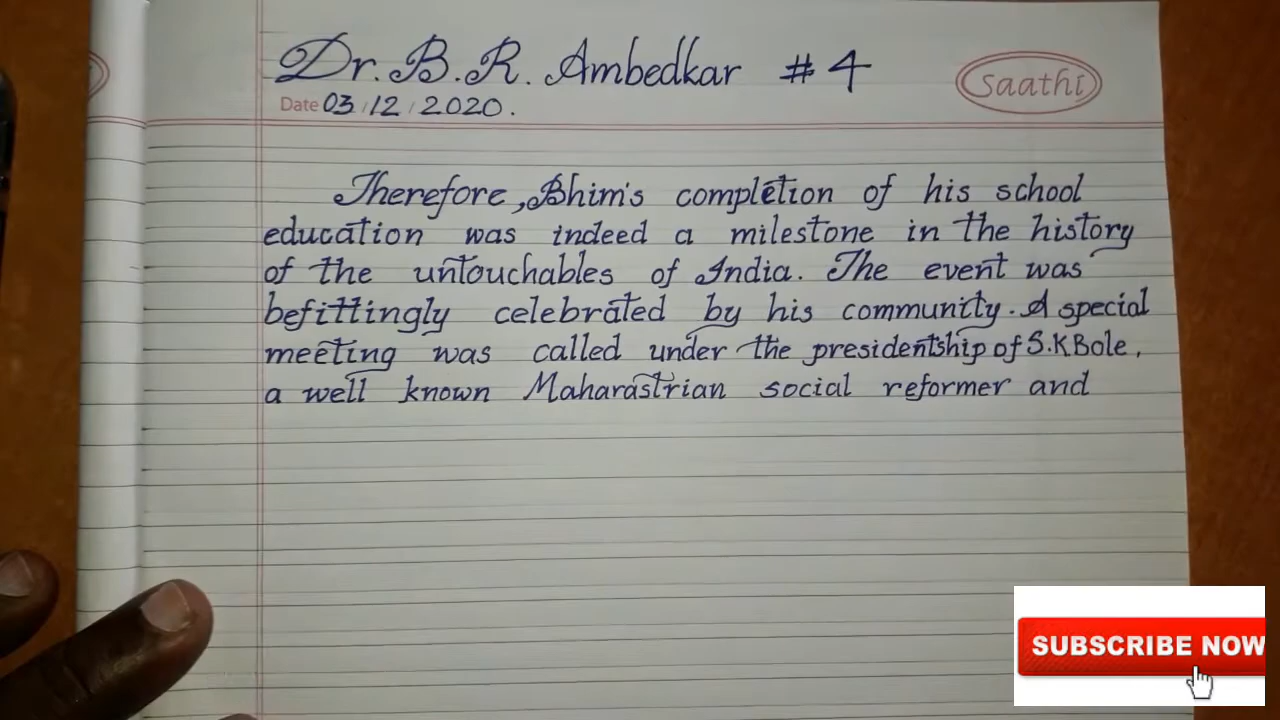 Dr. B. R. Ambedkar #4
Saathi
Date 03/12/2020.
Therefore, Bhim's completion of his school
education was indeed a milestone in the history
of the untouchables of India. The event was
befittingly celebrated by his community. A special
meeting was called under the presidentship of S.K Bole,
a well known Maharastrian social reformer and
SUBSCRIBE NOW